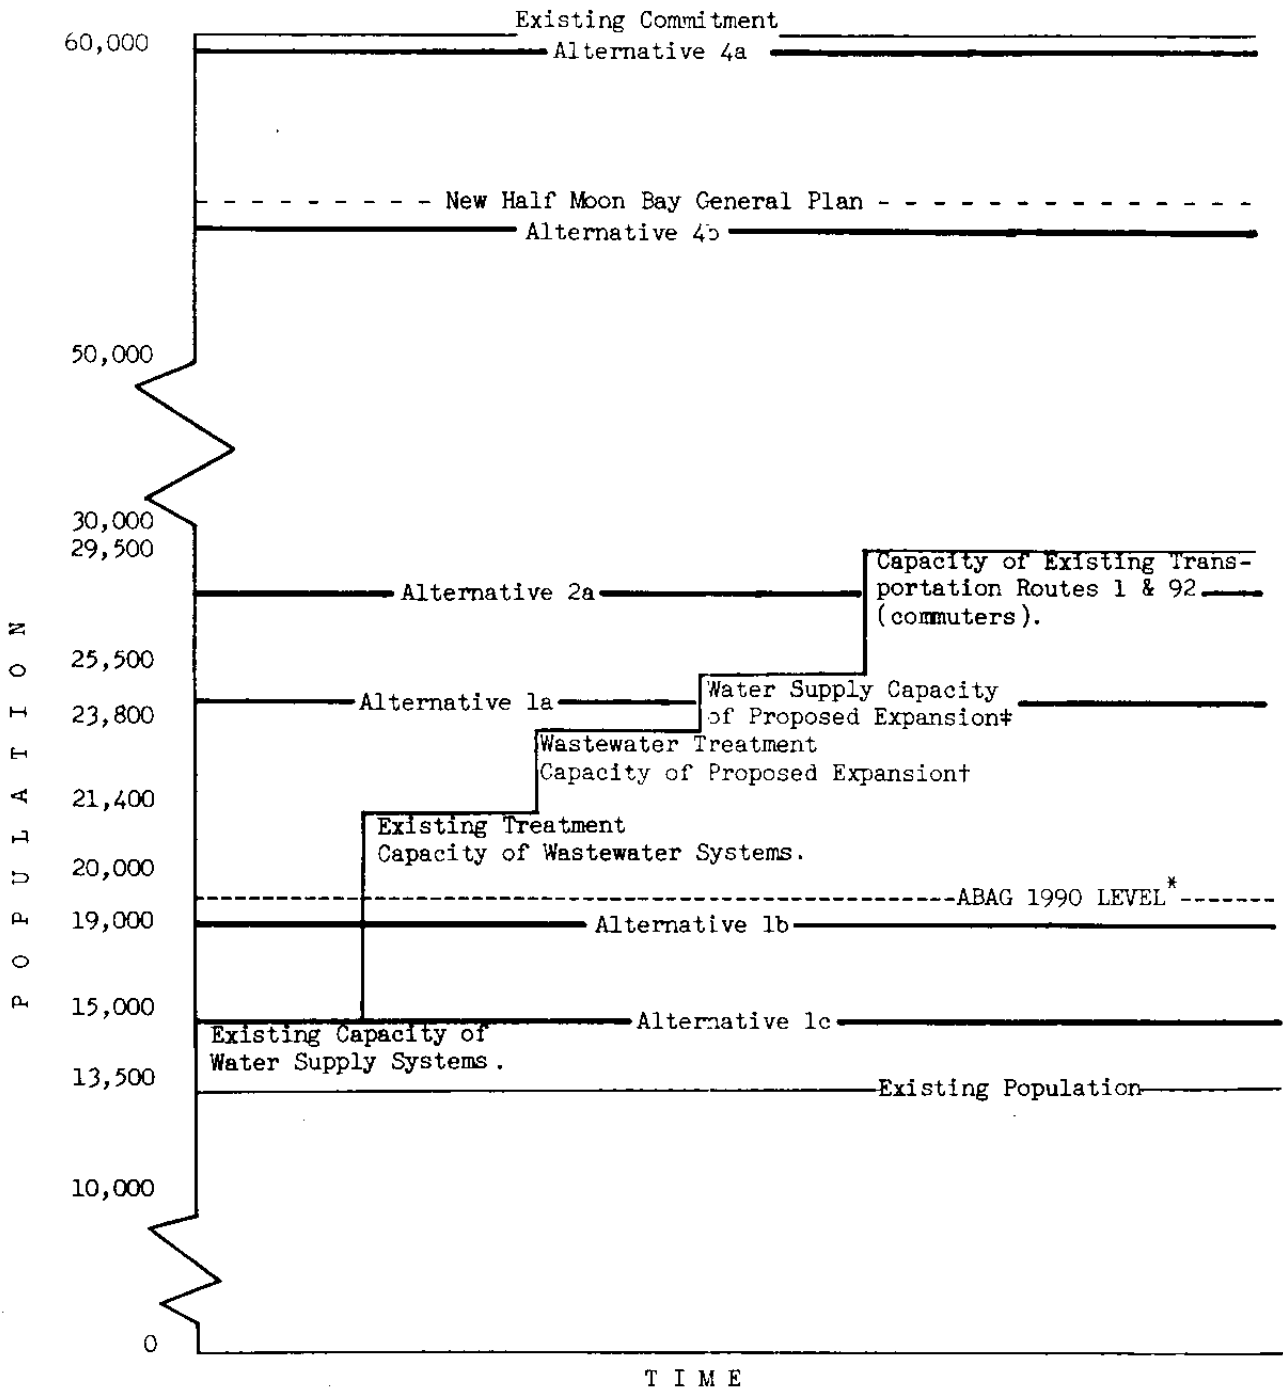 Existing Commitment
60,000
Alternative 4a
New Half Moon Bay General Plan
Alternative 4b
50,000
30,000
29,500
Capacity of Existing Trans-
portation Routes 1 & 92
(commuters).
Alternative 2a
25,500
Water Supply Capacity
of Proposed Expansion‡
Alternative 1a
23,800
Wastewater Treatment
Capacity of Proposed Expansion†
21,400
Existing Treatment
Capacity of Wastewater Systems.
20,000
ABAG 1990 LEVEL*
19,000
Alternative 1b
15,000
Alternative 1c
Existing Capacity of
Water Supply Systems.
13,500
Existing Population
10,000
0
POPULATION
TIME